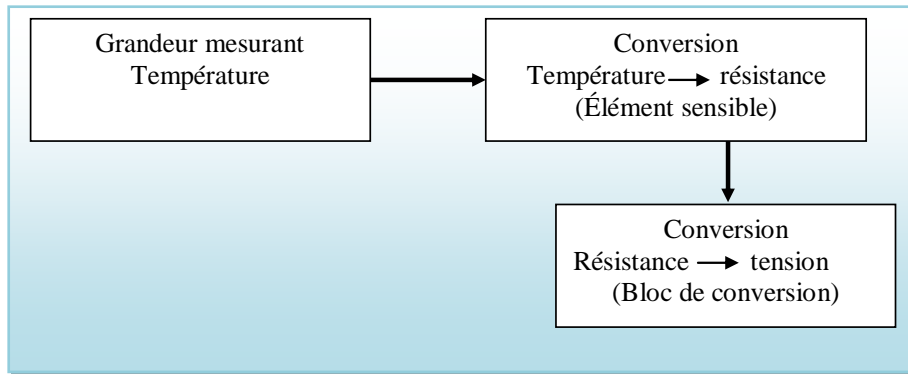 Grandeur mesurant
Température
Conversion
Température → résistance
(Élément sensible)
Conversion
Résistance → tension
(Bloc de conversion)